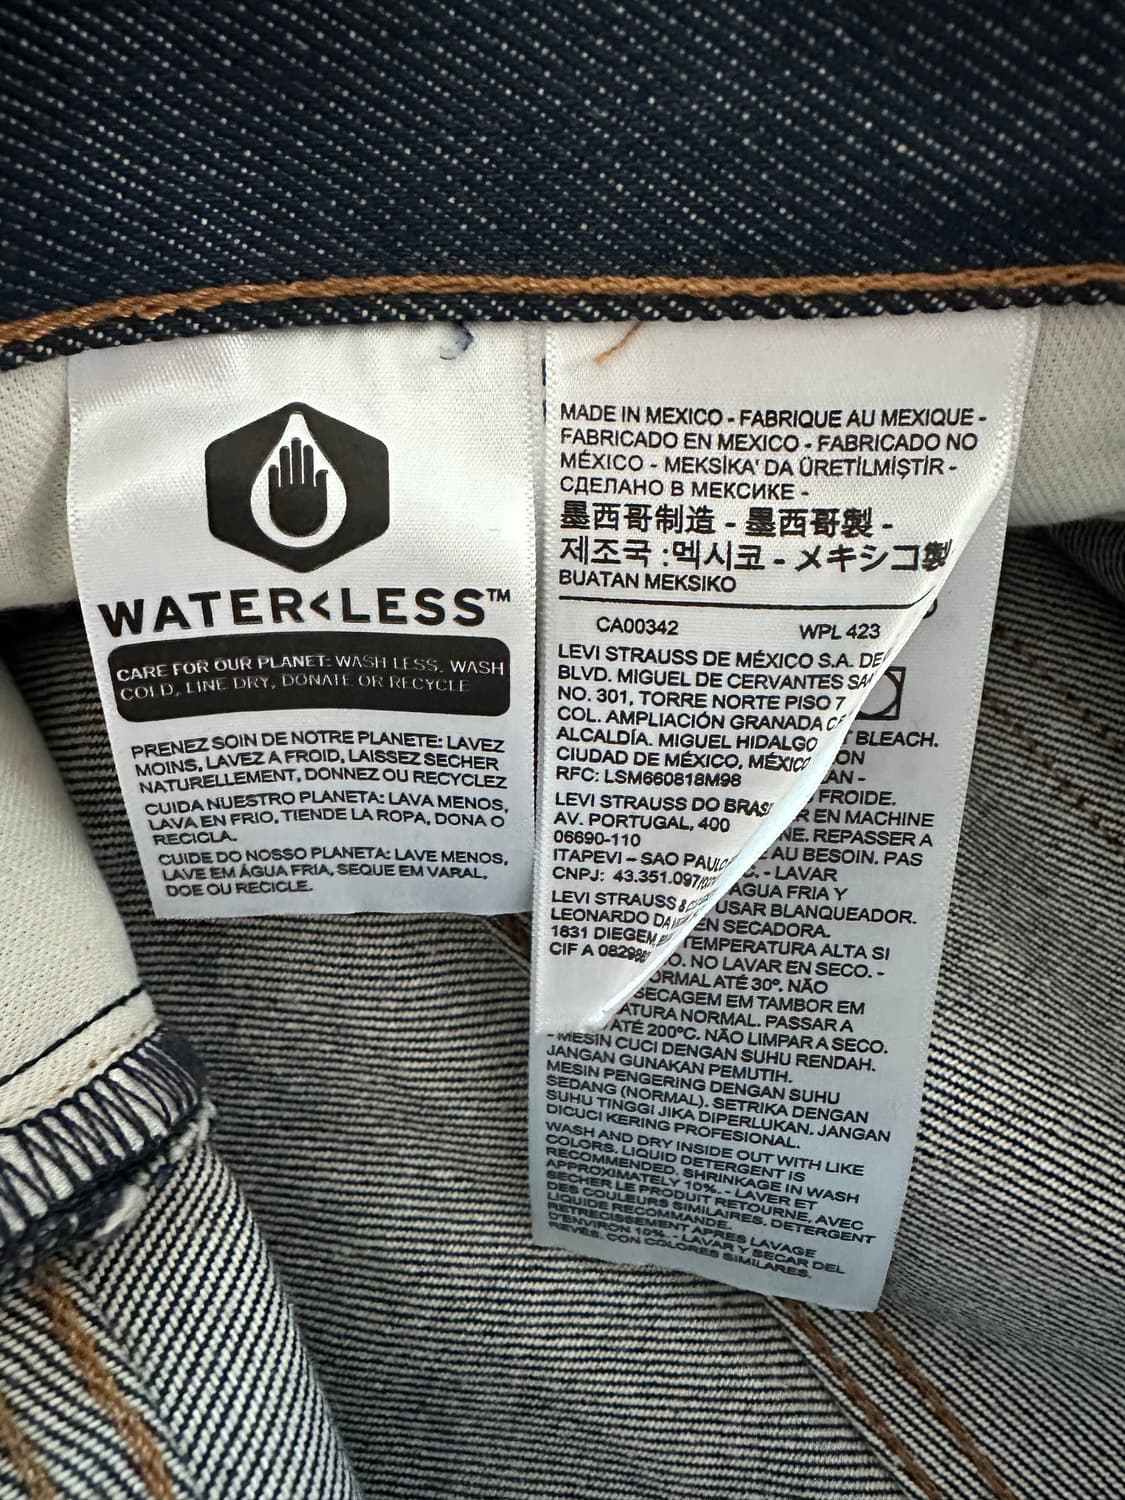 WATER<LESS™
CARE FOR OUR PLANET: WASH LESS, WASH
COLD, LINE DRY, DONATE OR RECYCLE
PRENEZ SOIN DE NOTRE PLANETE: LAVEZ
MOINS, LAVEZ A FROID, LAISSEZ SECHER
NATURELLEMENT, DONNEZ OU RECYCLEZ
CUIDA NUESTRO PLANETA: LAVA MENOS,
LAVA EN FRIO, TIENDE LA ROPA, DONA O
RECICLA.
CUIDE DO NOSSO PLANETA: LAVE MENOS,
LAVE EM ÁGUA FRIA, SEQUE EM VARAL,
DOE OU RECICLE.
MADE IN MEXICO - FABRIQUE AU MEXIQUE -
FABRICADO EN MEXICO - FABRICADO NO
MÉXICO - MEKSİKA' DA ÜRETİLMİŞTİR -
СДЕЛАНО В МЕКСИКЕ -
墨西哥制造 - 墨西哥製 -
제조국 :멕시코 - メキシコ製
BUATAN MEKSIKO
CA00342 WPL 423
LEVI STRAUSS DE MÉXICO S.A. DE
BLVD. MIGUEL DE CERVANTES
NO. 301, TORRE NORTE PISO 7
COL. AMPLIACIÓN GRANADA
ALCALDÍA. MIGUEL HIDALGO
CIUDAD DE MÉXICO, MÉXICO
RFC: LSM660818M98
LEVI STRAUSS DO
AV. PORTUGAL, 400
06690-110
ITAPEVI – SAO PAULO
CNPJ: 43.351.097/
LEVI STRAUSS &
LEONARDO
1831 DIEGEM,
CIF A
BLEACH.
FROIDE.
EN MACHINE
REPASSER A
AU BESOIN. PAS
- LAVAR
AGUA FRIA Y
USAR BLANQUEADOR.
EN SECADORA.
TEMPERATURA ALTA SI
NO LAVAR EN SECO. -
ATÉ 30°. NÃO
SECAGEM EM TAMBOR EM
NORMAL. PASSAR A
ATÉ 200°C. NÃO LIMPAR A SECO.
- MESIN CUCI DENGAN SUHU RENDAH.
JANGAN GUNAKAN PEMUTIH.
MESIN PENGERING DENGAN SUHU
SEDANG (NORMAL). SETRIKA DENGAN
SUHU TINGGI JIKA DIPERLUKAN. JANGAN
DICUCI KERING PROFESIONAL.
WASH AND DRY INSIDE OUT WITH LIKE
COLORS. LIQUID DETERGENT IS
RECOMMENDED. SHRINKAGE IN WASH
APPROXIMATELY 10%. - LAVER ET
SECHER LE PRODUIT RETOURNE, AVEC
DES COULEURS SIMILAIRES. DETERGENT
LIQUIDE RECOMMANDE.
RETRECISSEMENT APRES LAVAGE
D'ENVIRON 10%. - LAVAR Y SECAR DEL
REVES, CON COLORES SIMILARES.